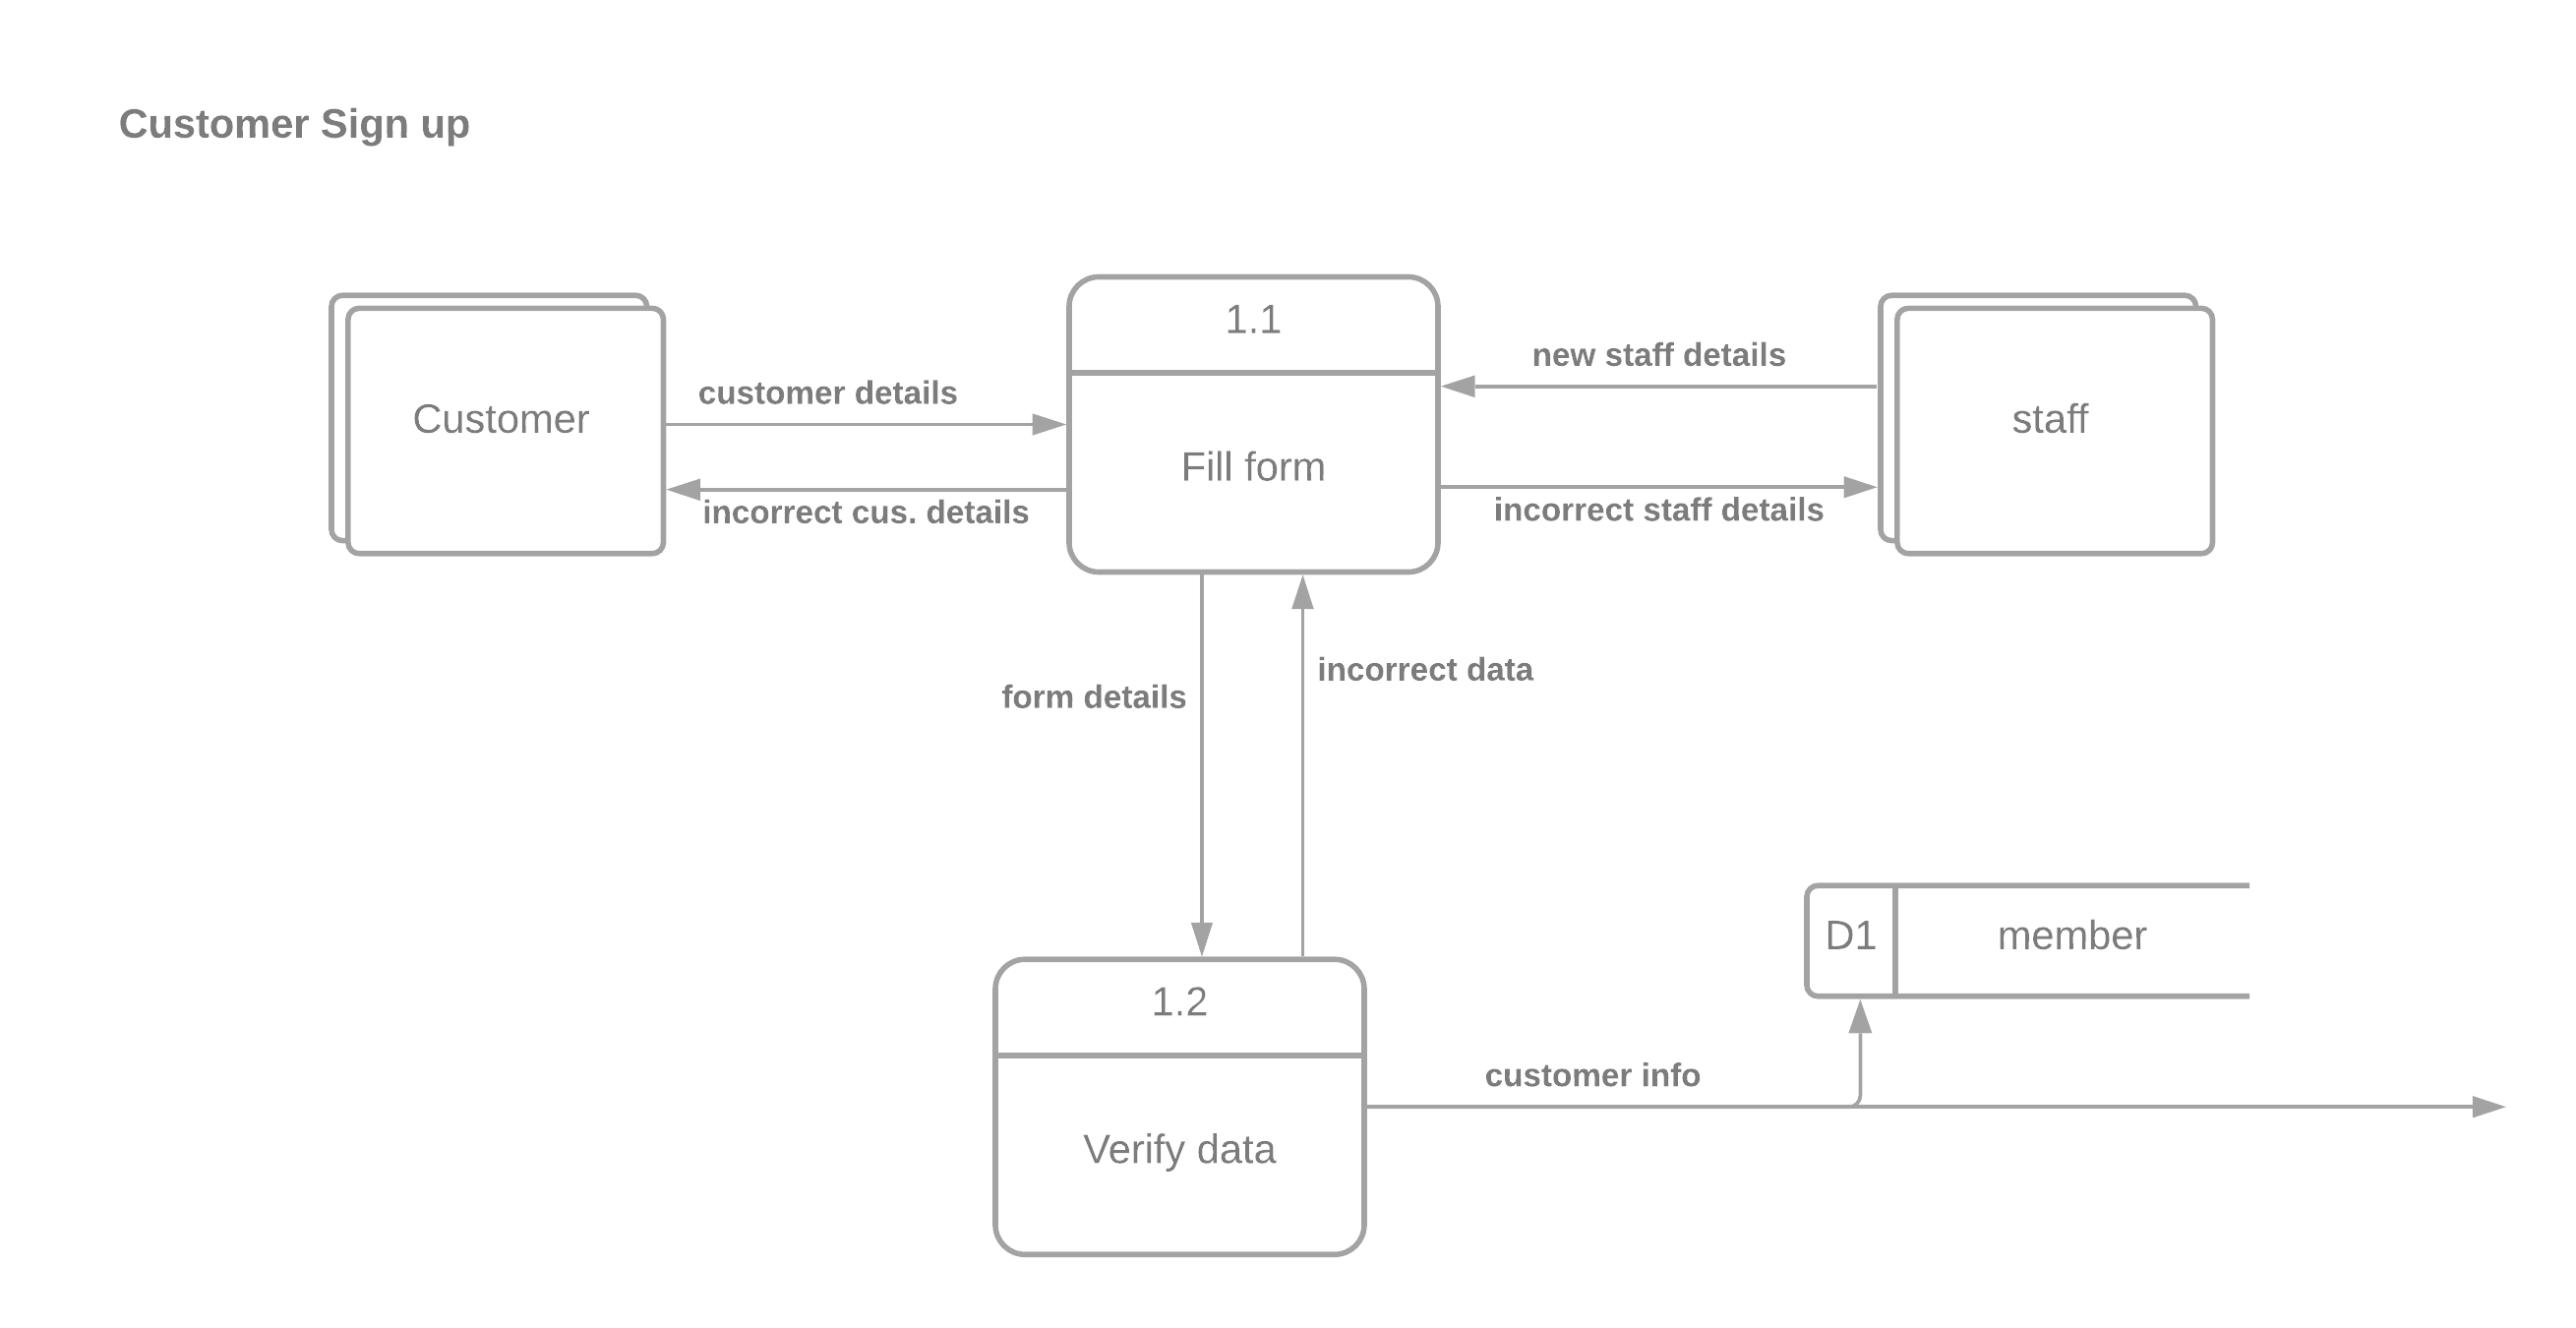 Customer Sign up
1.1
new staff details
customer details
Customer
staff
Fill form
incorrect cus. details
incorrect staff details
incorrect data
form details
D1
member
1.2
customer info
Verify data